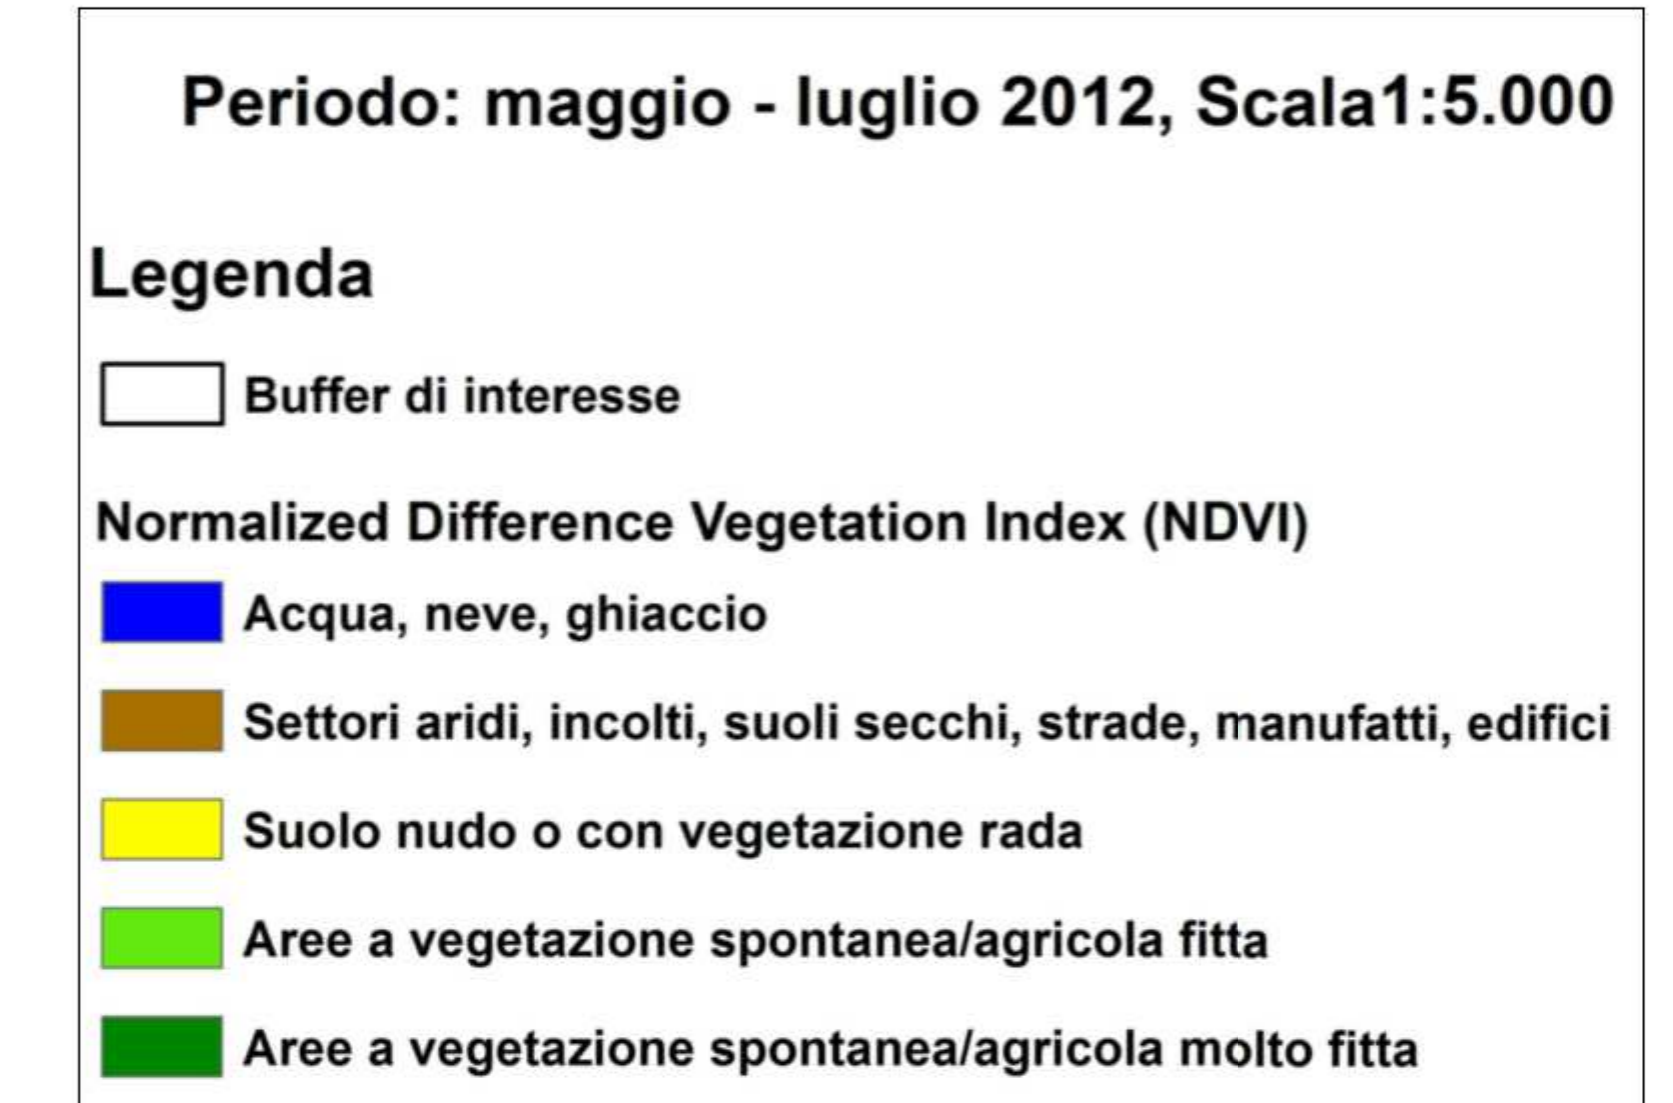 Periodo: maggio - luglio 2012, Scala1:5.000
Legenda
Buffer di interesse
Normalized Difference Vegetation Index (NDVI)
Acqua, neve, ghiaccio
Settori aridi, incolti, suoli secchi, strade, manufatti, edifici
Suolo nudo o con vegetazione rada
Aree a vegetazione spontanea/agricola fitta
Aree a vegetazione spontanea/agricola molto fitta